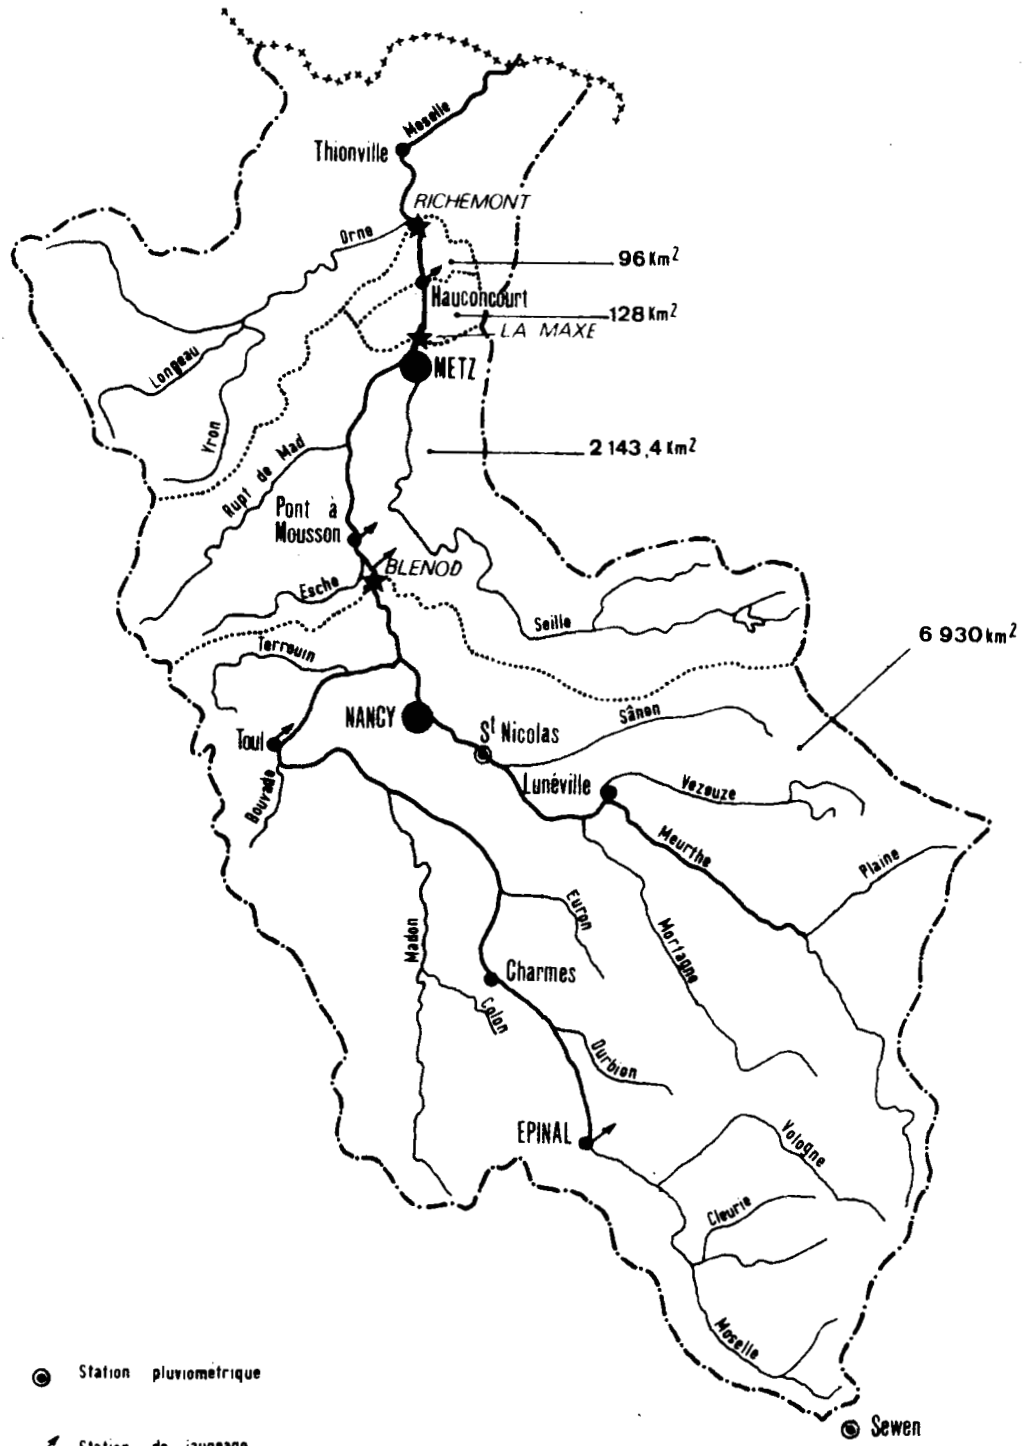 Moselle
Thionville
RICHEMONT
Orne
96 Km²
Hauconcourt
128 Km²
LA MAXE
Longeau
METZ
Yron
Rupt de Mad
2 143,4 Km²
Pont à
Mousson
BLENOD
Esche
Seille
6 930 km²
Terrouin
NANCY
Sânon
St Nicolas
Toul
Lunéville
Vezouze
Bouvade
Meurthe
Plaine
Euron
Madon
Mortagne
Charmes
Colon
Durbion
EPINAL
Vologne
Cleurie
Moselle
Station pluviométrique
Sewen
Station de jaugeage